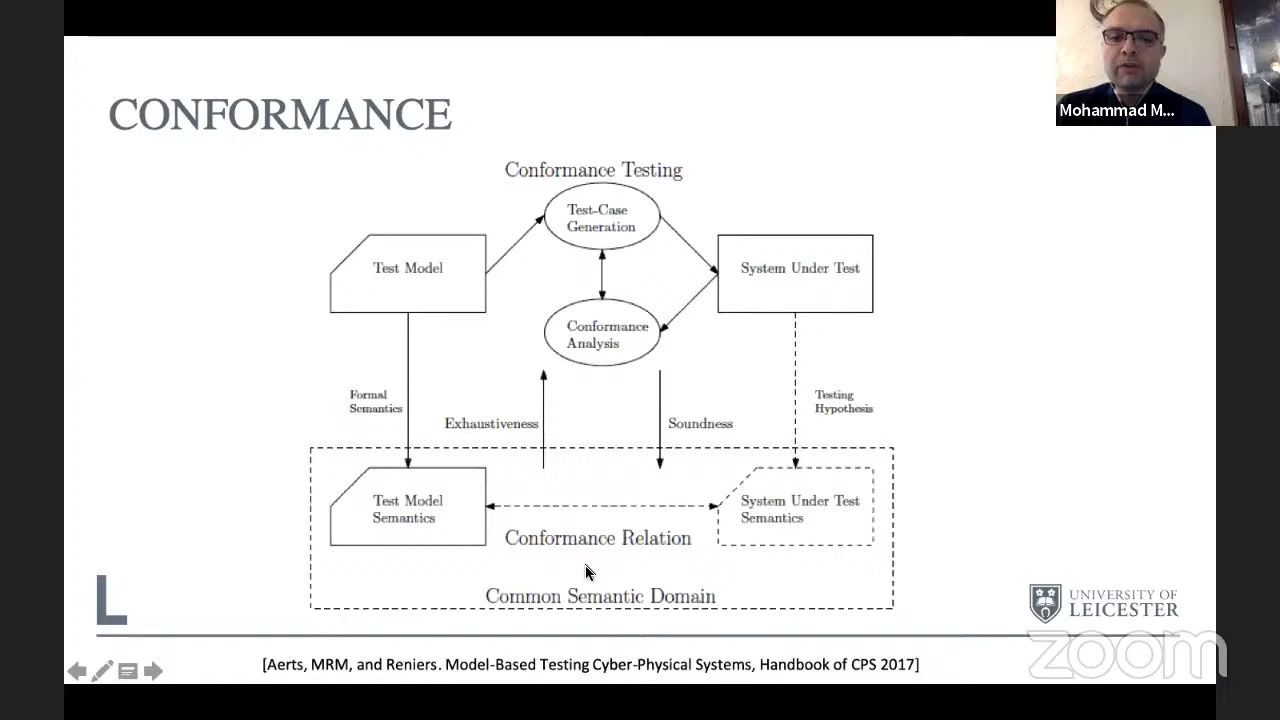 Mohammad M...
CONFORMANCE
Conformance Testing
Test-Case
Generation
Test Model
System Under Test
Conformance
Analysis
Formal
Semantics
Testing
Hypothesis
Exhaustiveness
Soundness
Test Model
Semantics
System Under Test
Semantics
Conformance Relation
Common Semantic Domain
L
UNIVERSITY OF
LEICESTER
zoom
[Aerts, MRM, and Reniers. Model-Based Testing Cyber-Physical Systems, Handbook of CPS 2017]